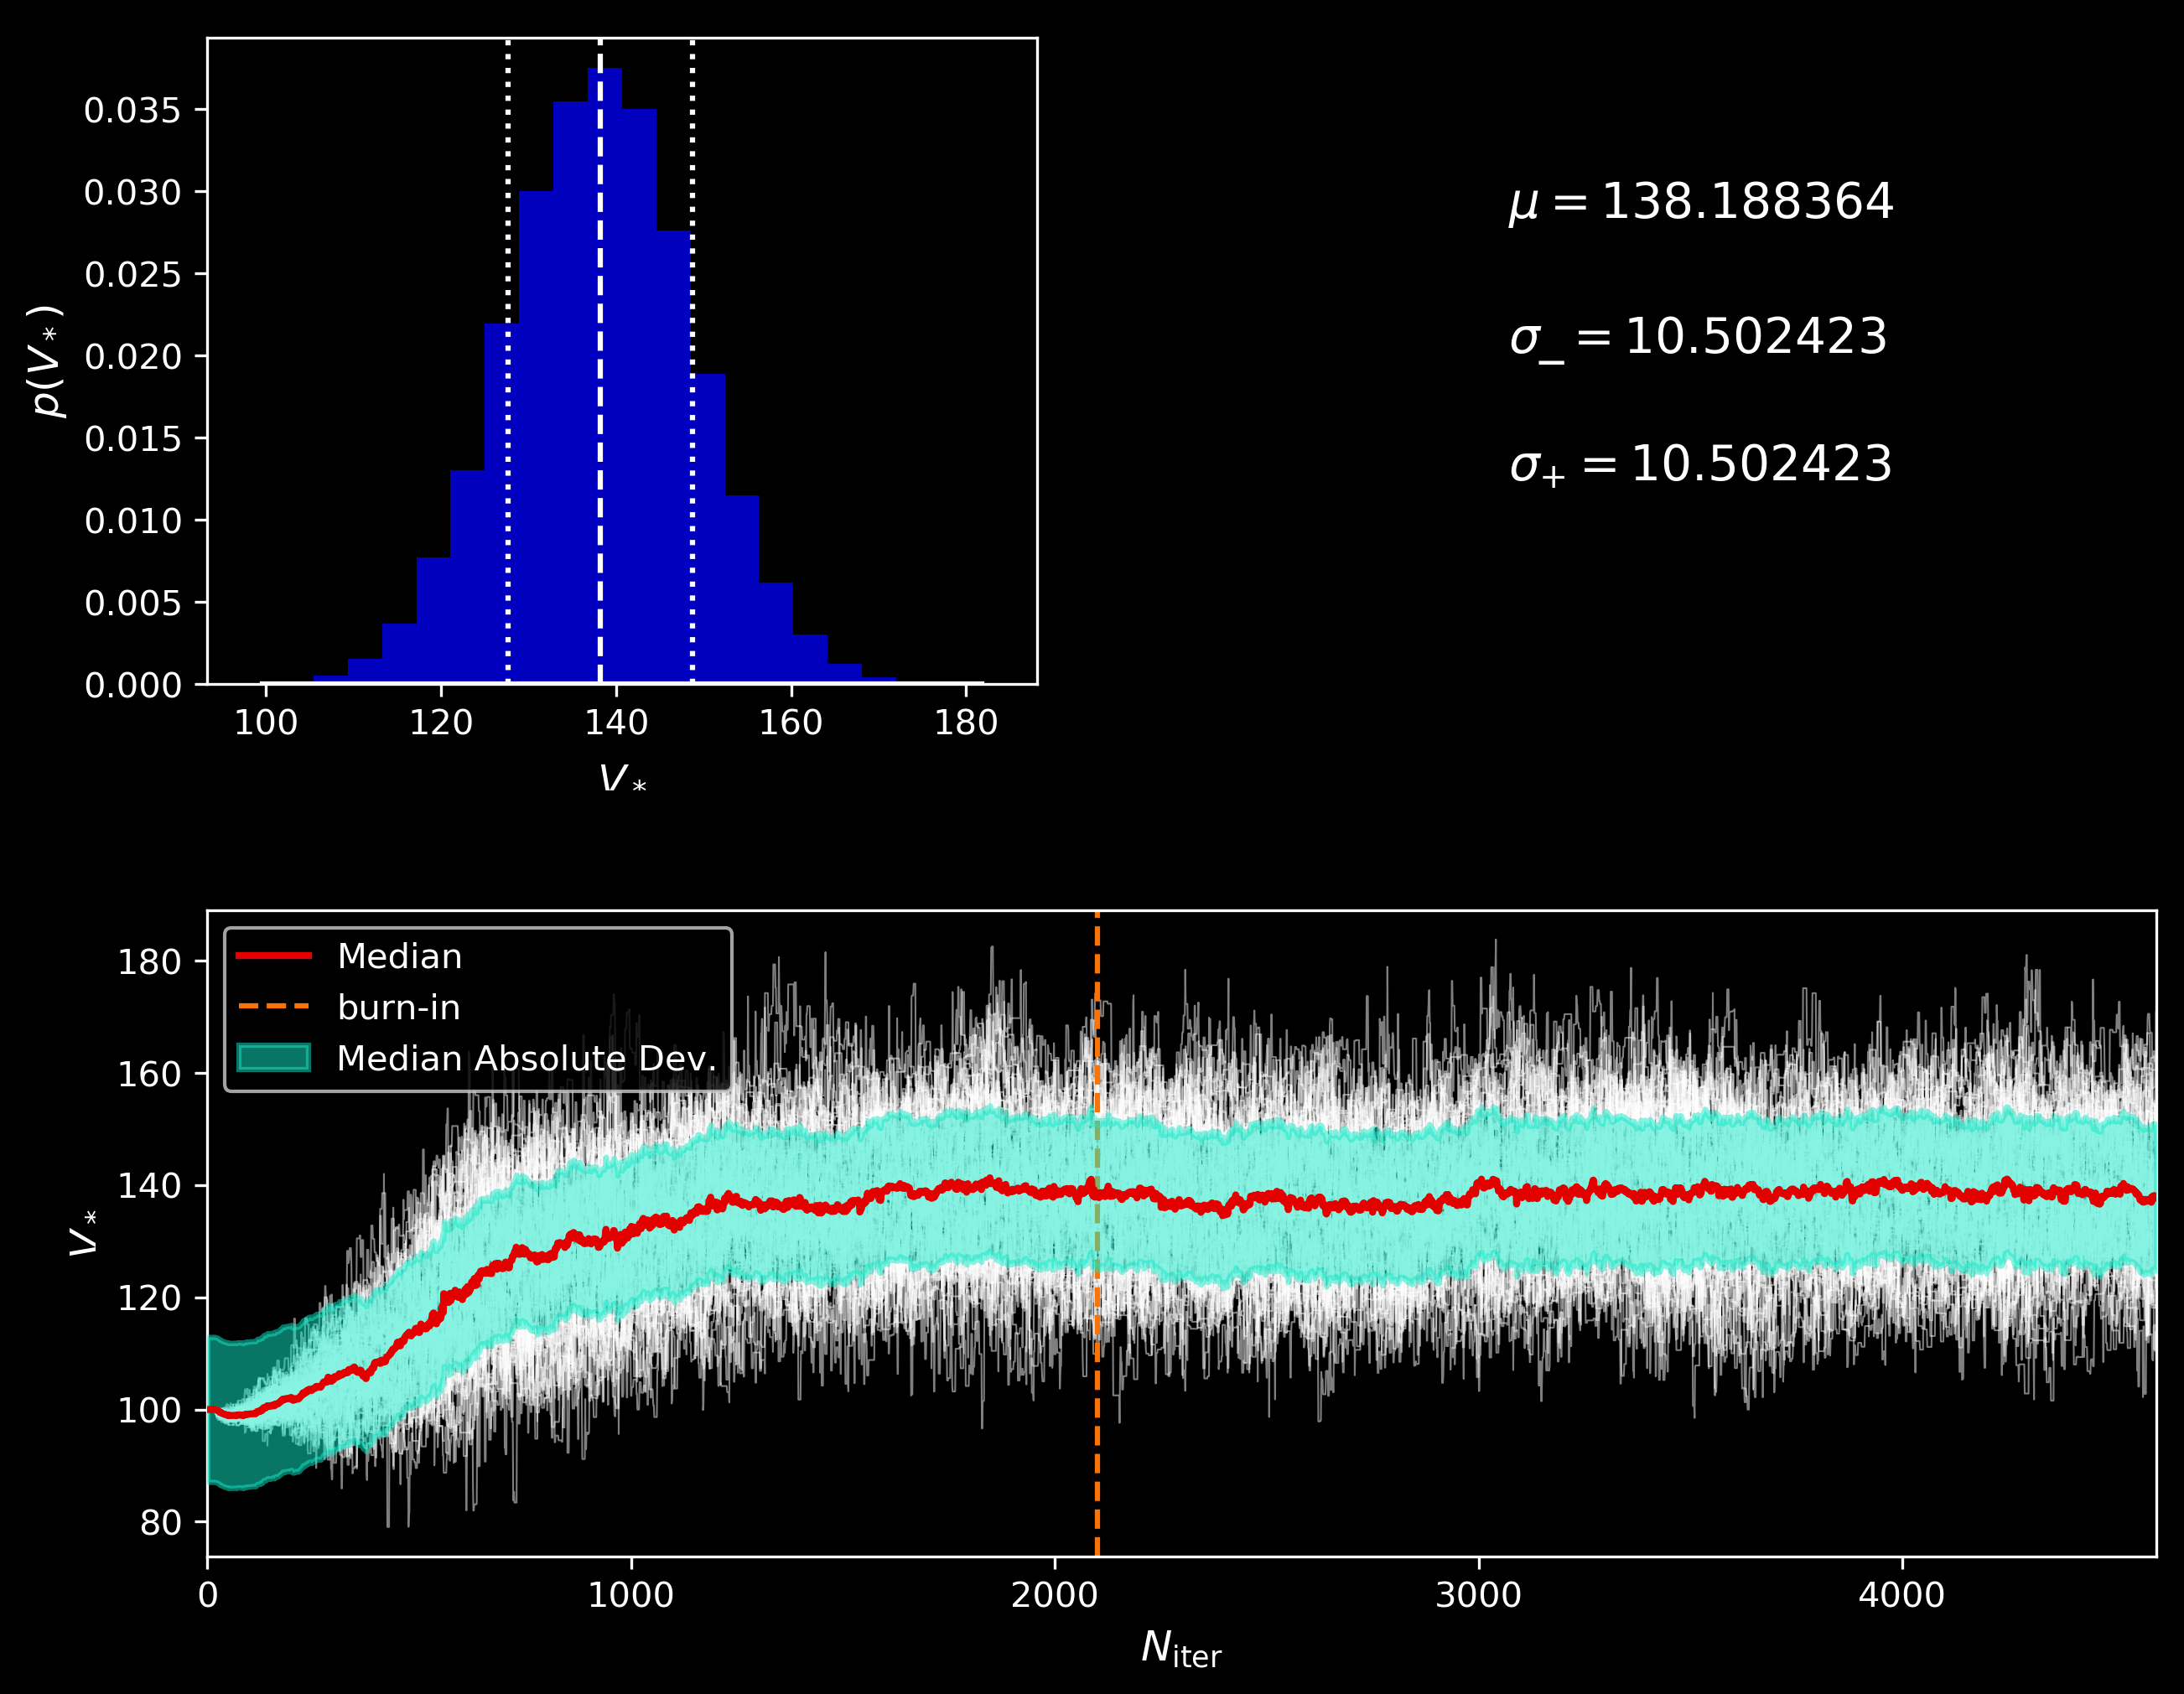 0.035
0.030
0.025
0.020
0.015
0.010
0.005
0.000
p(V*)
100 120 140 160 180
V*
μ = 138.188364
σ_ = 10.502423
σ+ = 10.502423
Median
burn-in
Median Absolute Dev.
180
160
140
120
100
80
V*
0 1000 2000 3000 4000
Niter